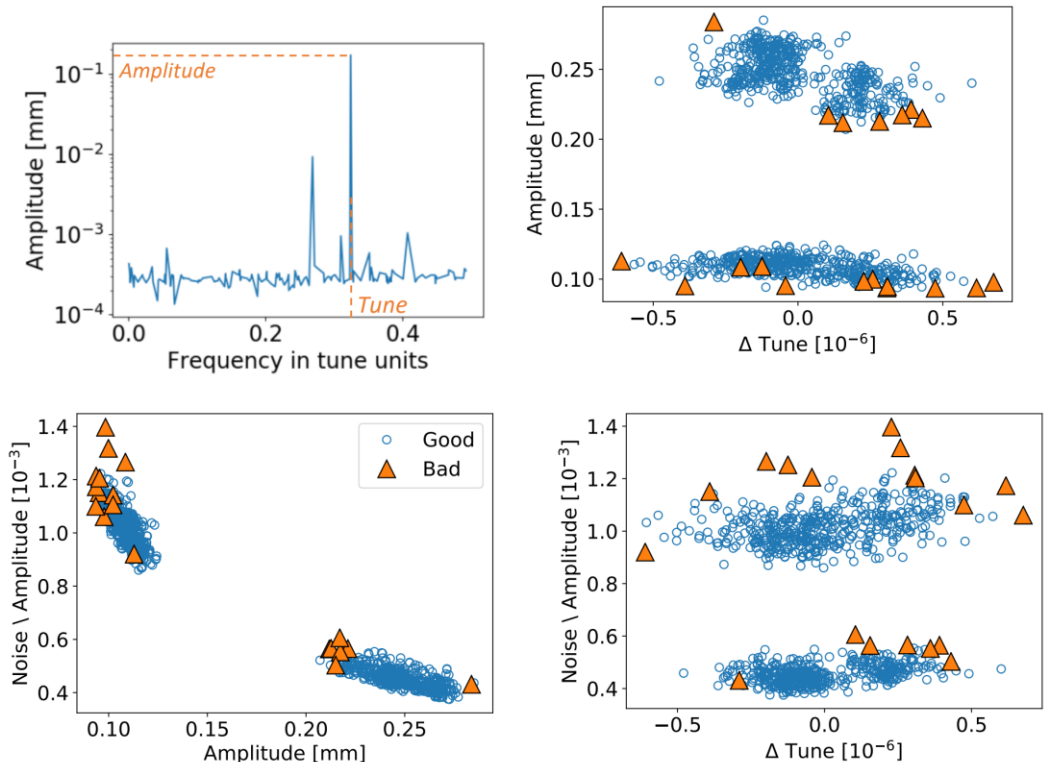 Amplitude [mm]
10⁻¹
10⁻²
10⁻³
10⁻⁴
Amplitude
Tune
0.0 0.2 0.4
Frequency in tune units
Amplitude [mm]
0.25
0.20
0.15
0.10
−0.5 0.0 0.5
Δ Tune [10⁻⁶]
Noise \ Amplitude [10⁻³]
1.4
1.2
1.0
0.8
0.6
0.4
Good
Bad
0.10 0.15 0.20 0.25
Amplitude [mm]
Noise \ Amplitude [10⁻³]
1.4
1.2
1.0
0.8
0.6
0.4
−0.5 0.0 0.5
Δ Tune [10⁻⁶]